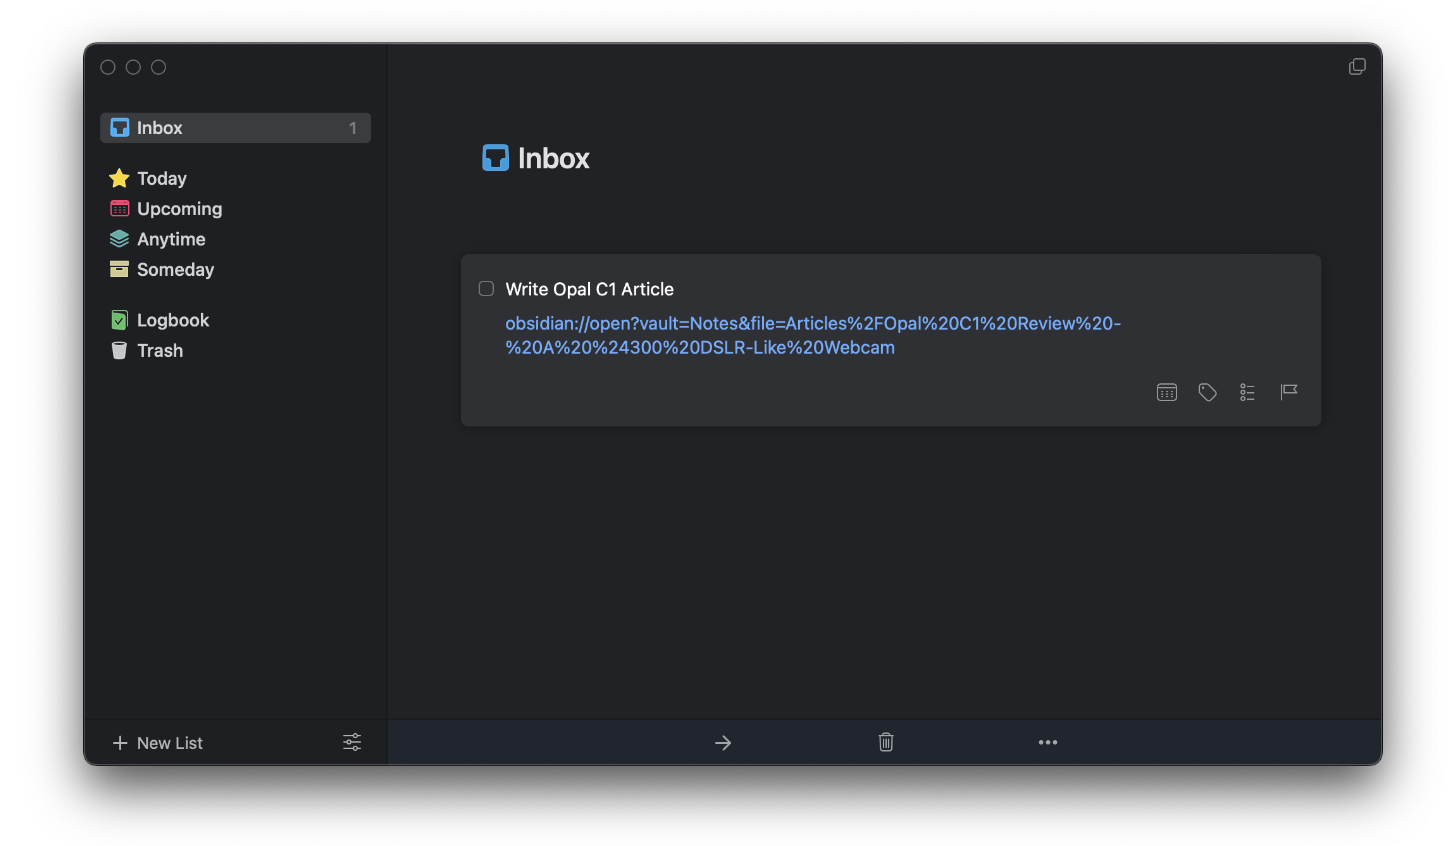 Inbox 1
Today
Upcoming
Anytime
Someday
Logbook
Trash
New List
Inbox
Write Opal C1 Article
obsidian://open?vault=Notes&file=Articles%2FOpal%20C1%20Review%20-
%20A%20%24300%20DSLR-Like%20Webcam